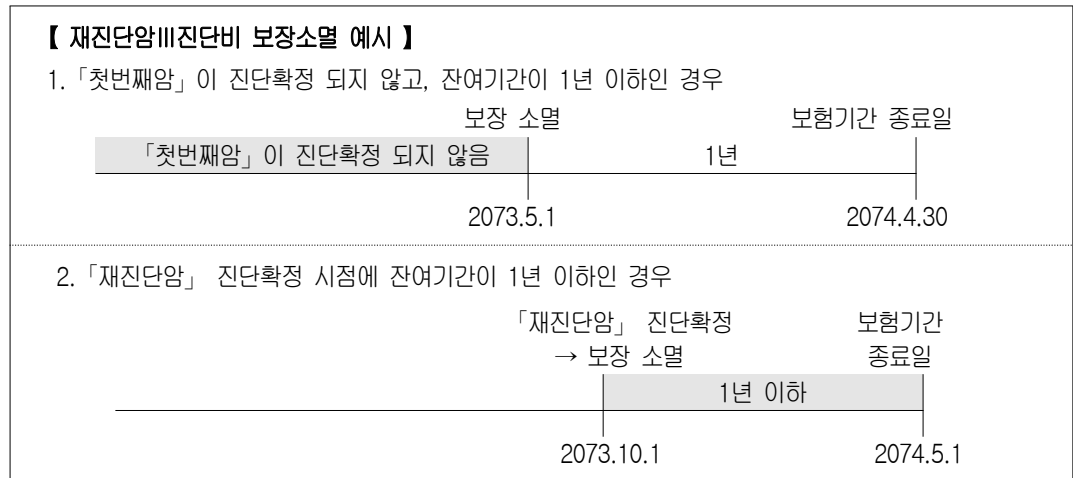 【 재진단암Ⅲ진단비 보장소멸 예시 】
1.「첫번째암」이 진단확정 되지 않고, 잔여기간이 1년 이하인 경우
보장 소멸 보험기간 종료일
「첫번째암」이 진단확정 되지 않음 1년
2073.5.1 2074.4.30
2.「재진단암」 진단확정 시점에 잔여기간이 1년 이하인 경우
「재진단암」 진단확정 보험기간
→ 보장 소멸 종료일
1년 이하
2073.10.1 2074.5.1